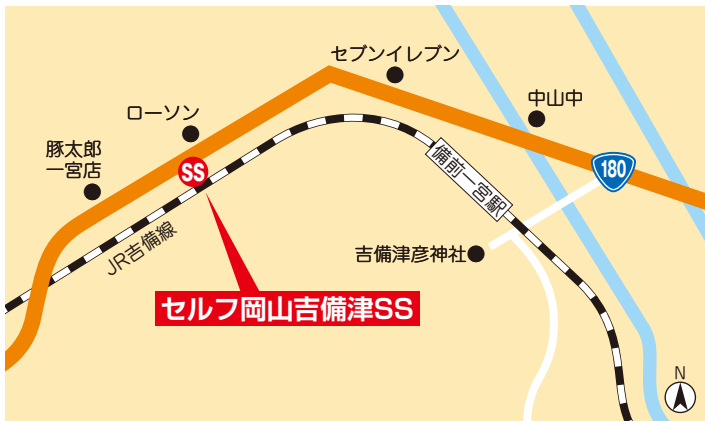 セブンイレブン
中山中
ローソン
豚太郎
一宮店
SS
備前一宮駅
180
JR吉備線
吉備津彦神社
セルフ岡山吉備津SS
N